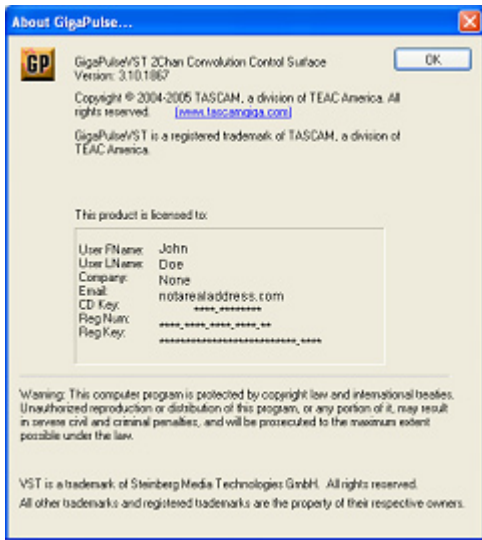 About GigaPulse...
GP
GigaPulseVST 2Chan Convolution Control Surface
OK
Version: 3.10.1867
Copyright © 2004-2005 TASCAM, a division of TEAC America. All
rights reserved. (www.tascamgiga.com)
GigaPulseVST is a registered trademark of TASCAM, a division of
TEAC America.
This product is licensed to:
User FName: John
User LName: Doe
Company: None
Email: notarealaddress.com
CD Key: ****-********
Reg Num: ****-****-****-****-**
Reg Key: **************************-****
Warning: This computer program is protected by copyright law and international treaties.
Unauthorized reproduction or distribution of this program, or any portion of it, may result
in severe civil and criminal penalties, and will be prosecuted to the maximum extent
possible under the law.
VST is a trademark of Steinberg Media Technologies GmbH. All rights reserved.
All other trademarks and registered trademarks are the property of their respective owners.